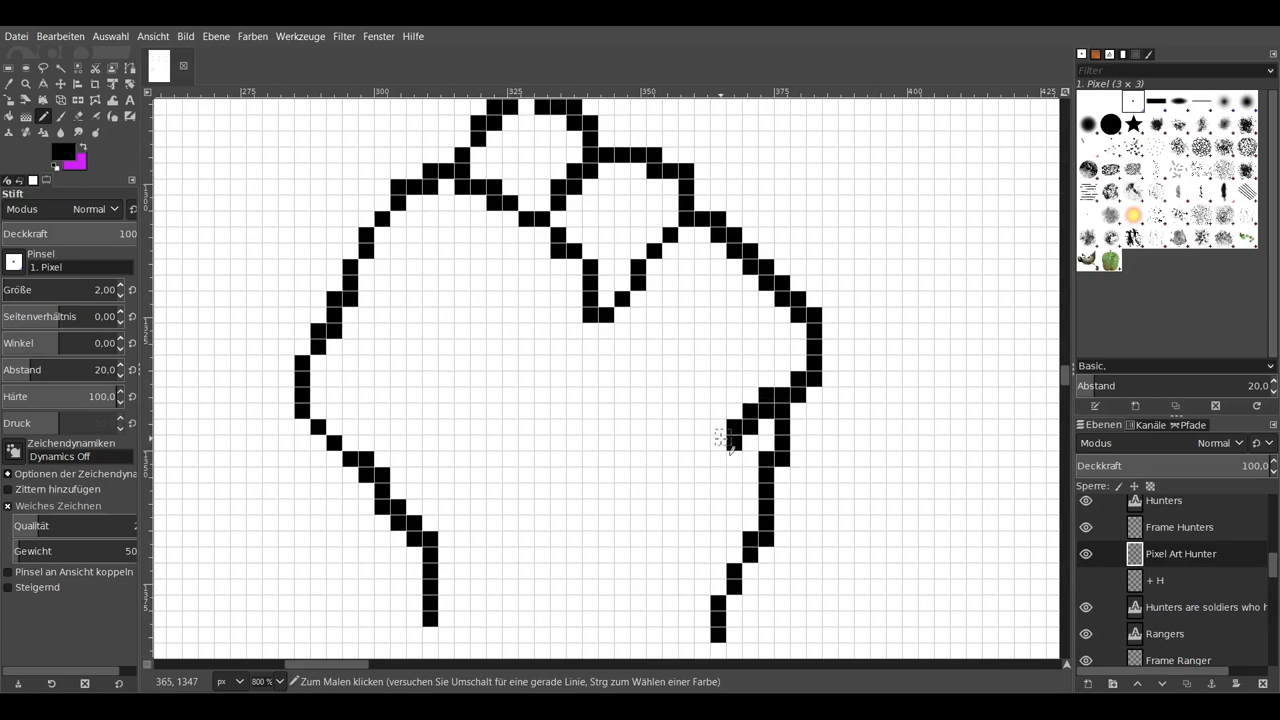 Datei Bearbeiten Auswahl Ansicht Bild Ebene Farben Werkzeuge Filter Fenster Hilfe
275 300 325 350 375 400 425
Stift
Modus Normal
Deckkraft 100
Pinsel
1. Pixel
Größe 2,00
Seitenverhältnis 0,00
Winkel 0,00
Abstand 20,0
Härte 100,0
Druck
Zeichendynamiken
Dynamics Off
Optionen der Zeichendyna
Zittern hinzufügen
Weiches Zeichnen
Qualität 2
Gewicht 50
Pinsel an Ansicht koppeln
Steigernd
1300
1325
1350
1375
365, 1347 px 800 % Zum Malen klicken (versuchen Sie Umschalt für eine gerade Linie, Strg zum Wählen einer Farbe)
Filter
1. Pixel (3 × 3)
Basic,
Abstand 20,0
Ebenen Kanäle Pfade
Modus Normal
Deckkraft 100,0
Sperre:
Hunters
Frame Hunters
Pixel Art Hunter
+ H
Hunters are soldiers who h
Rangers
Frame Ranger